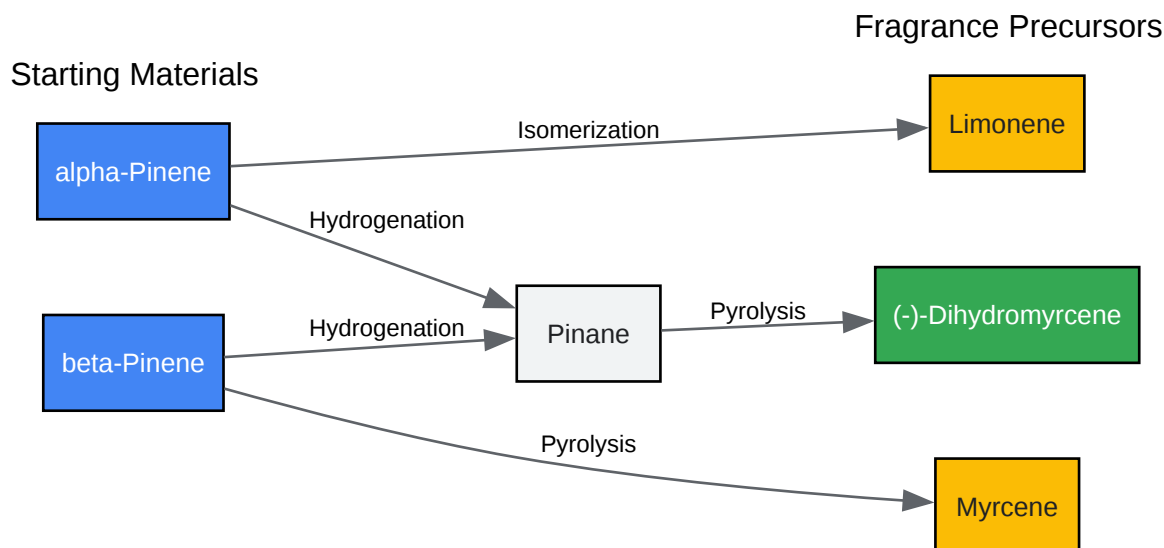 Fragrance Precursors
Starting Materials
Limonene
Isomerization
alpha-Pinene
Hydrogenation
(-)-Dihydromyrcene
Pyrolysis
Hydrogenation
Pinane
beta-Pinene
Pyrolysis
Myrcene